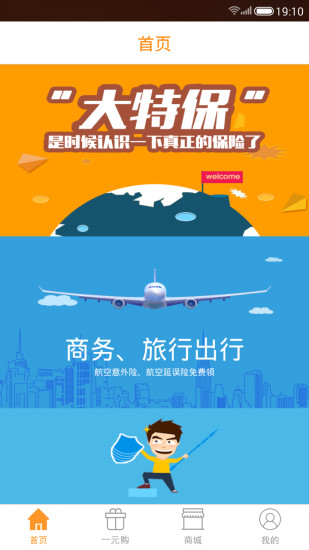 19:10
首页
“大特保”
是时候认识一下真正的保险了
welcome
商务、旅行出行
航空意外险、航空延误险免费领
首页 一元购 商城 我的